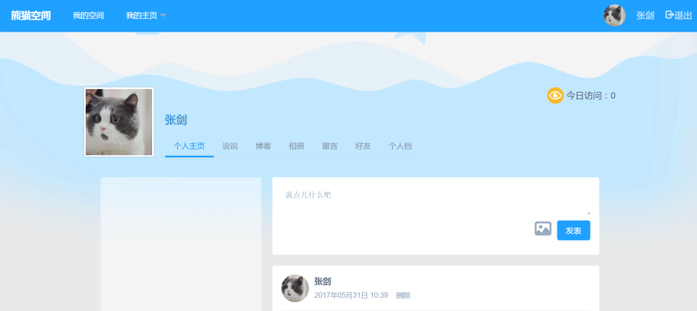 熊猫空间 我的空间 我的主页 张剑 退出
今日访问：0
张剑
个人主页 说说 博客 相册 留言 好友 个人档
说点儿什么吧
发表
张剑
2017年05月31日 10:39 删除